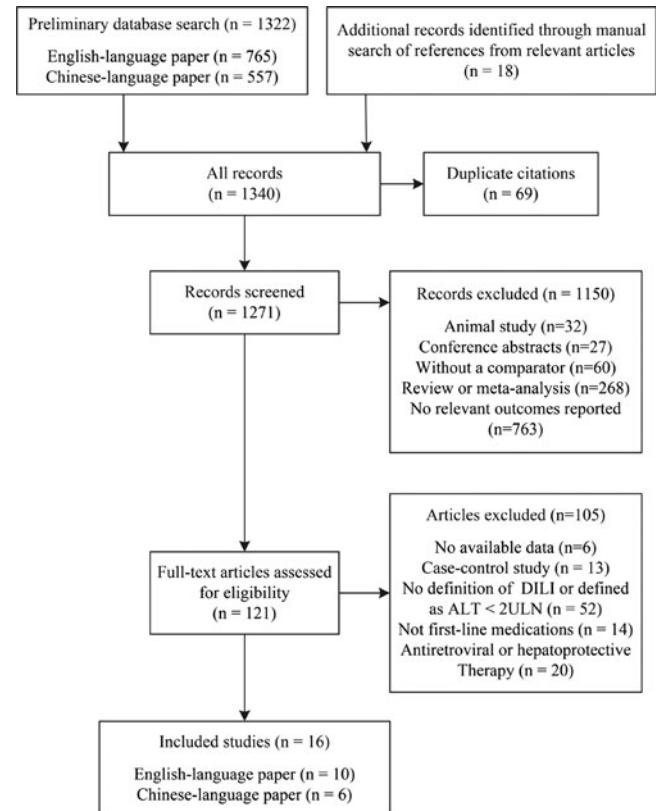 Preliminary database search (n = 1322)
English-language paper (n = 765)
Chinese-language paper (n = 557)
Additional records identified through manual
search of references from relevant articles
(n = 18)
All records
(n = 1340)
Duplicate citations
(n = 69)
Records screened
(n = 1271)
Records excluded (n = 1150)
Animal study (n=32)
Conference abstracts (n=27)
Without a comparator (n=60)
Review or meta-analysis (n=268)
No relevant outcomes reported
(n=763)
Full-text articles assessed
for eligibility
(n = 121)
Articles excluded (n=105)
No available data (n=6)
Case-control study (n = 13)
No definition of DILI or defined
as ALT < 2ULN (n = 52)
Not first-line medications (n = 14)
Antiretroviral or hepatoprotective
Therapy (n = 20)
Included studies (n = 16)
English-language paper (n = 10)
Chinese-language paper (n = 6)